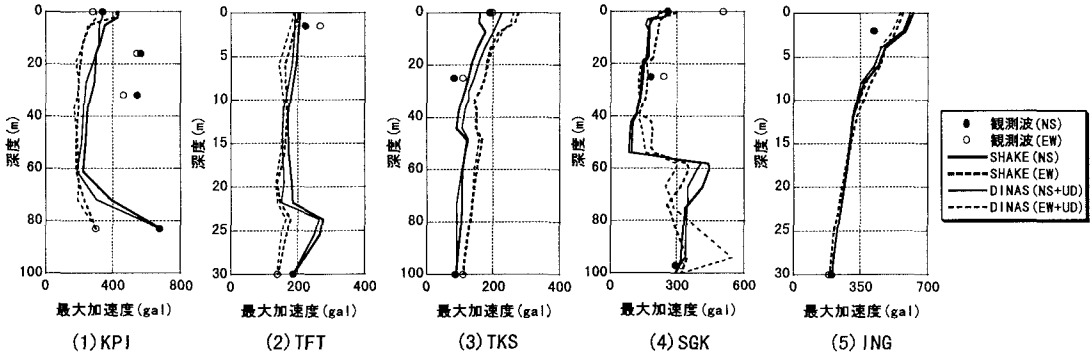 0
20
40
60
80
100
深度(m)
0 400 800
最大加速度(gal)
(1)KPI
0
5
10
15
20
25
30
深度(m)
0 200 400
最大加速度(gal)
(2)TFT
0
20
40
60
80
100
深度(m)
0 200 400
最大加速度(gal)
(3)TKS
0
20
40
60
80
100
深度(m)
0 300 600
最大加速度(gal)
(4)SGK
0
5
10
15
20
25
30
深度(m)
0 350 700
最大加速度(gal)
(5)ING
観測波(NS)
観測波(EW)
SHAKE(NS)
SHAKE(EW)
DINAS(NS+UD)
DINAS(EW+UD)